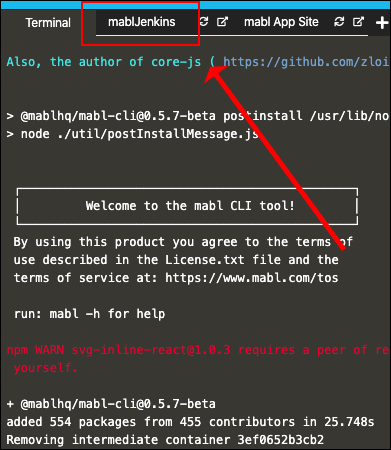 Terminal mablJenkins mabl App Site
Also, the author of core-js ( https://github.com/zloi
> @mablhq/mabl-cli@0.5.7-beta postinstall /usr/lib/no
> node ./util/postInstallMessage.js
Welcome to the mabl CLI tool!
By using this product you agree to the terms of
use described in the License.txt file and the
terms of service at: https://www.mabl.com/tos
run: mabl -h for help
npm WARN svg-inline-react@1.0.3 requires a peer of re
yourself.
+ @mablhq/mabl-cli@0.5.7-beta
added 554 packages from 455 contributors in 25.748s
Removing intermediate container 3ef0652b3cb2